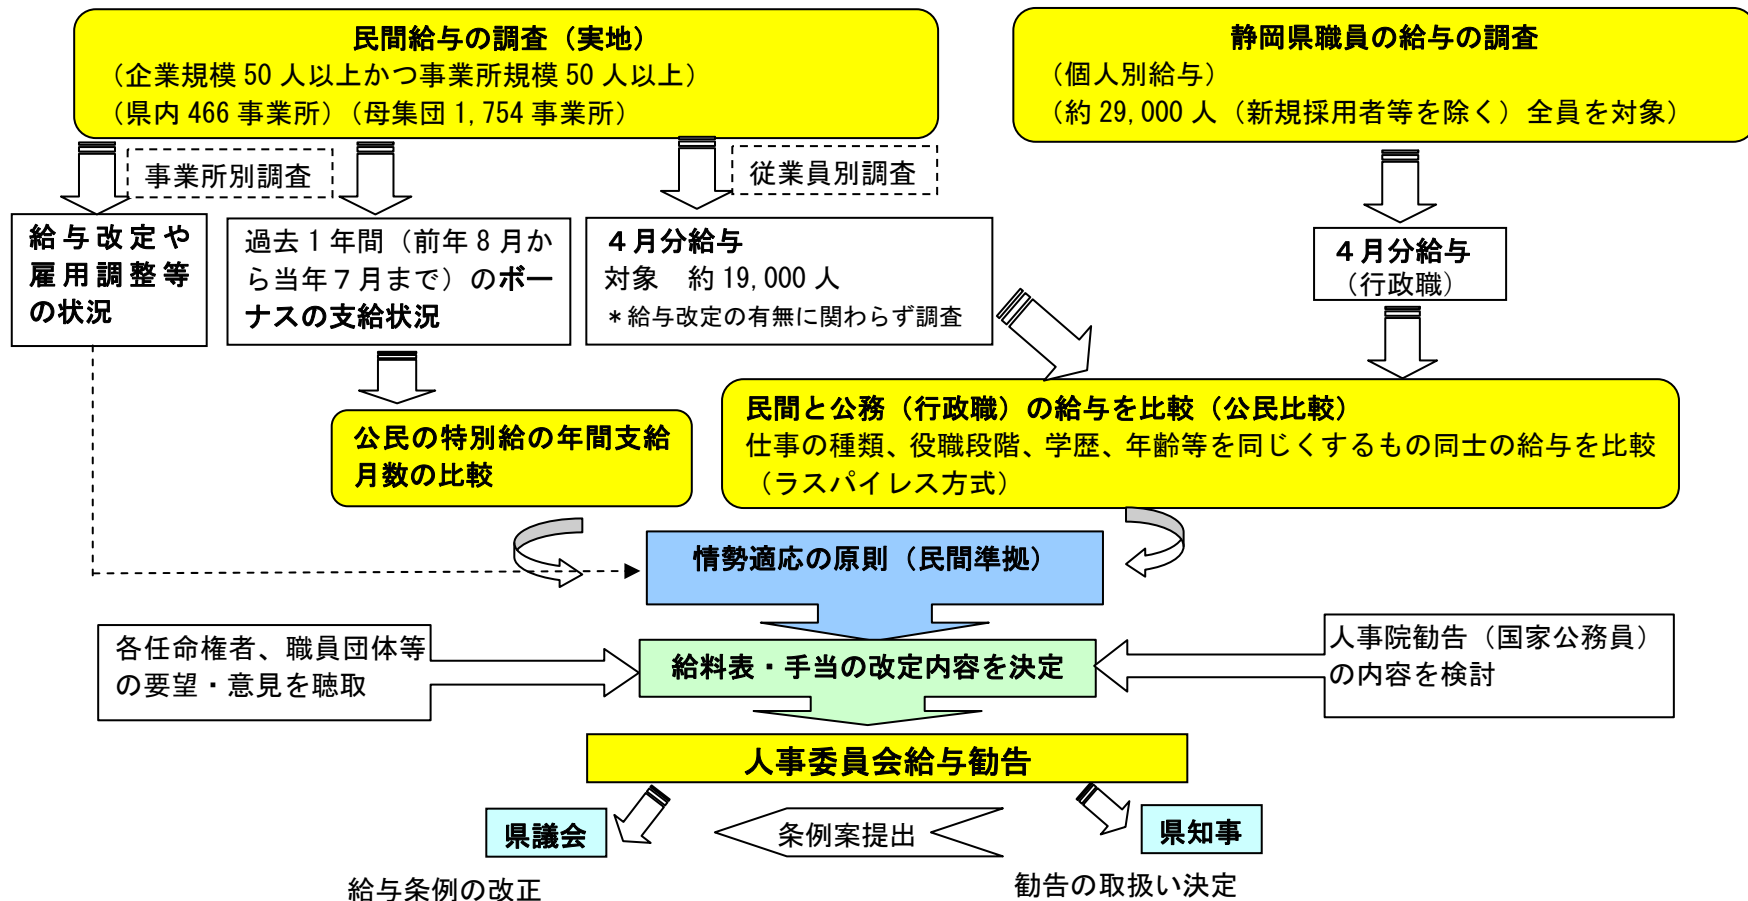 民間給与の調査（実地）
（企業規模 50 人以上かつ事業所規模 50 人以上）
（県内 466 事業所）（母集団 1,754 事業所）
静岡県職員の給与の調査
（個人別給与）
（約 29,000 人（新規採用者等を除く）全員を対象）
事業所別調査
従業員別調査
給与改定や
雇用調整等
の状況
過去 1 年間（前年 8 月か
ら当年 7 月まで）のボー
ナスの支給状況
４月分給与
対象　約 19,000 人
＊給与改定の有無に関わらず調査
４月分給与
（行政職）
公民の特別給の年間支給
月数の比較
民間と公務（行政職）の給与を比較（公民比較）
仕事の種類、役職段階、学歴、年齢等を同じくするもの同士の給与を比較
（ラスパイレス方式）
情勢適応の原則（民間準拠）
各任命権者、職員団体等
の要望・意見を聴取
給料表・手当の改定内容を決定
人事院勧告（国家公務員）
の内容を検討
人事委員会給与勧告
県議会
条例案提出
県知事
給与条例の改正
勧告の取扱い決定